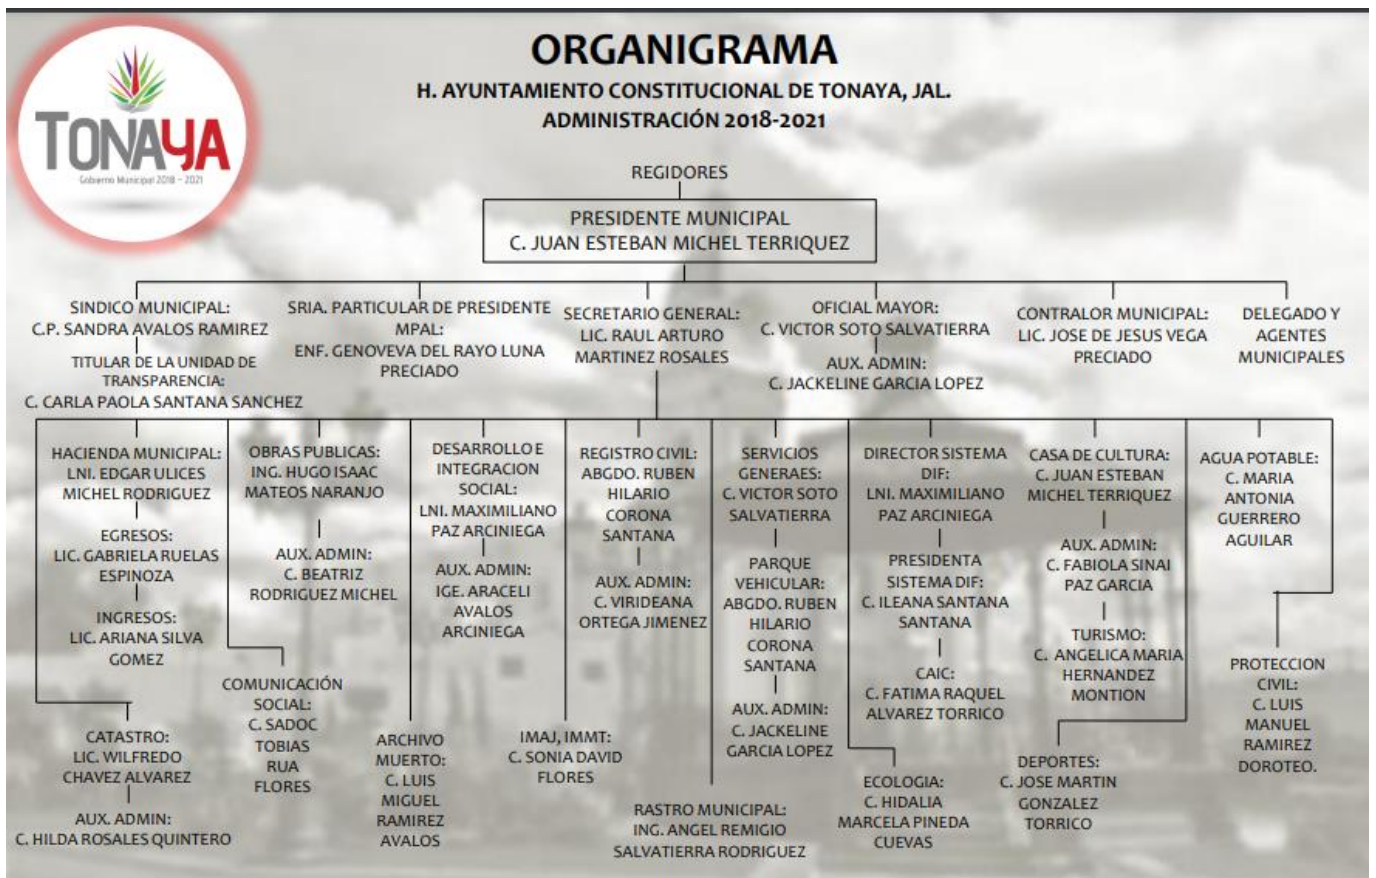 TONAYA
Gobierno Municipal 2018 - 2021
ORGANIGRAMA
H. AYUNTAMIENTO CONSTITUCIONAL DE TONAYA, JAL.
ADMINISTRACIÓN 2018-2021
REGIDORES
PRESIDENTE MUNICIPAL
C. JUAN ESTEBAN MICHEL TERRIQUEZ
SINDICO MUNICIPAL:
C.P. SANDRA AVALOS RAMIREZ
TITULAR DE LA UNIDAD DE
TRANSPARENCIA:
C. CARLA PAOLA SANTANA SANCHEZ
SRIA. PARTICULAR DE PRESIDENTE
MPAL:
ENF. GENOVEVA DEL RAYO LUNA
PRECIADO
SECRETARIO GENERAL:
LIC. RAUL ARTURO
MARTINEZ ROSALES
OFICIAL MAYOR:
C. VICTOR SOTO SALVATIERRA
AUX. ADMIN:
C. JACKELINE GARCIA LOPEZ
CONTRALOR MUNICIPAL:
LIC. JOSE DE JESUS VEGA
PRECIADO
DELEGADO Y
AGENTES
MUNICIPALES
HACIENDA MUNICIPAL:
LNI. EDGAR ULICES
MICHEL RODRIGUEZ
EGRESOS:
LIC. GABRIELA RUELAS
ESPINOZA
INGRESOS:
LIC. ARIANA SILVA
GOMEZ
CATASTRO:
LIC. WILFREDO
CHAVEZ ALVAREZ
AUX. ADMIN:
C. HILDA ROSALES QUINTERO
OBRAS PUBLICAS:
ING. HUGO ISAAC
MATEOS NARANJO
AUX. ADMIN:
C. BEATRIZ
RODRIGUEZ MICHEL
COMUNICACIÓN
SOCIAL:
C. SADOC
TOBIAS
RUA
FLORES
DESARROLLO E
INTEGRACION
SOCIAL:
LNI. MAXIMILIANO
PAZ ARCINIEGA
AUX. ADMIN:
IGE. ARACELI
AVALOS
ARCINIEGA
ARCHIVO
MUERTO:
C. LUIS
MIGUEL
RAMIREZ
AVALOS
REGISTRO CIVIL:
ABGDO. RUBEN
HILARIO
CORONA
SANTANA
AUX. ADMIN:
C. VIRIDEANA
ORTEGA JIMENEZ
IMAJ, IMMT:
C. SONIA DAVID
FLORES
SERVICIOS
GENERAES:
C. VICTOR SOTO
SALVATIERRA
PARQUE
VEHICULAR:
ABGDO. RUBEN
HILARIO
CORONA
SANTANA
AUX. ADMIN:
C. JACKELINE
GARCIA LOPEZ
RASTRO MUNICIPAL:
ING. ANGEL REMIGIO
SALVATIERRA RODRIGUEZ
DIRECTOR SISTEMA
DIF:
LNI. MAXIMILIANO
PAZ ARCINIEGA
PRESIDENTA
SISTEMA DIF:
C. ILEANA SANTANA
SANTANA
CAIC:
C. FATIMA RAQUEL
ALVAREZ TORRICO
ECOLOGIA:
C. HIDALIA
MARCELA PINEDA
CUEVAS
CASA DE CULTURA:
C. JUAN ESTEBAN
MICHEL TERRIQUEZ
AUX. ADMIN:
C. FABIOLA SINAI
PAZ GARCIA
TURISMO:
C. ANGELICA MARIA
HERNANDEZ
MONTION
DEPORTES:
C. JOSE MARTIN
GONZALEZ
TORRICO
AGUA POTABLE:
C. MARIA
ANTONIA
GUERRERO
AGUILAR
PROTECCION
CIVIL:
C. LUIS
MANUEL
RAMIREZ
DOROTEO.